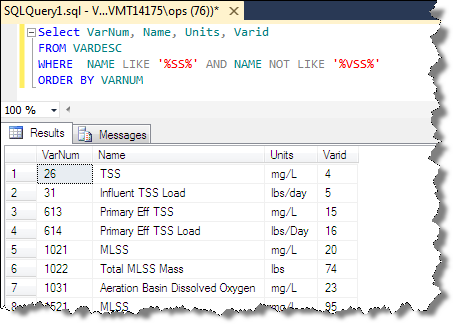 SQLQuery1.sql - V...VMT14175\ops (76))*
Select VarNum, Name, Units, Varid
FROM VARDESC
WHERE NAME LIKE '%SS%' AND NAME NOT LIKE '%VSS%'
ORDER BY VARNUM
100 %
Results Messages
VarNum Name Units Varid
1 26 TSS mg/L 4
2 31 Influent TSS Load lbs/day 5
3 613 Primary Eff TSS mg/L 15
4 614 Primary Eff TSS Load lbs/Day 16
5 1021 MLSS mg/L 20
6 1022 Total MLSS Mass lbs 74
7 1031 Aeration Basin Dissolved Oxygen mg/L 23
8 1521 MLSS mg/L 95